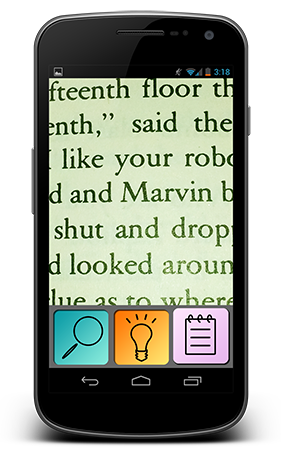 3:18
fteenth floor th
enth,” said the
I like your robo
d and Marvin b
shut and dropp
d looked aroun
lue as to where